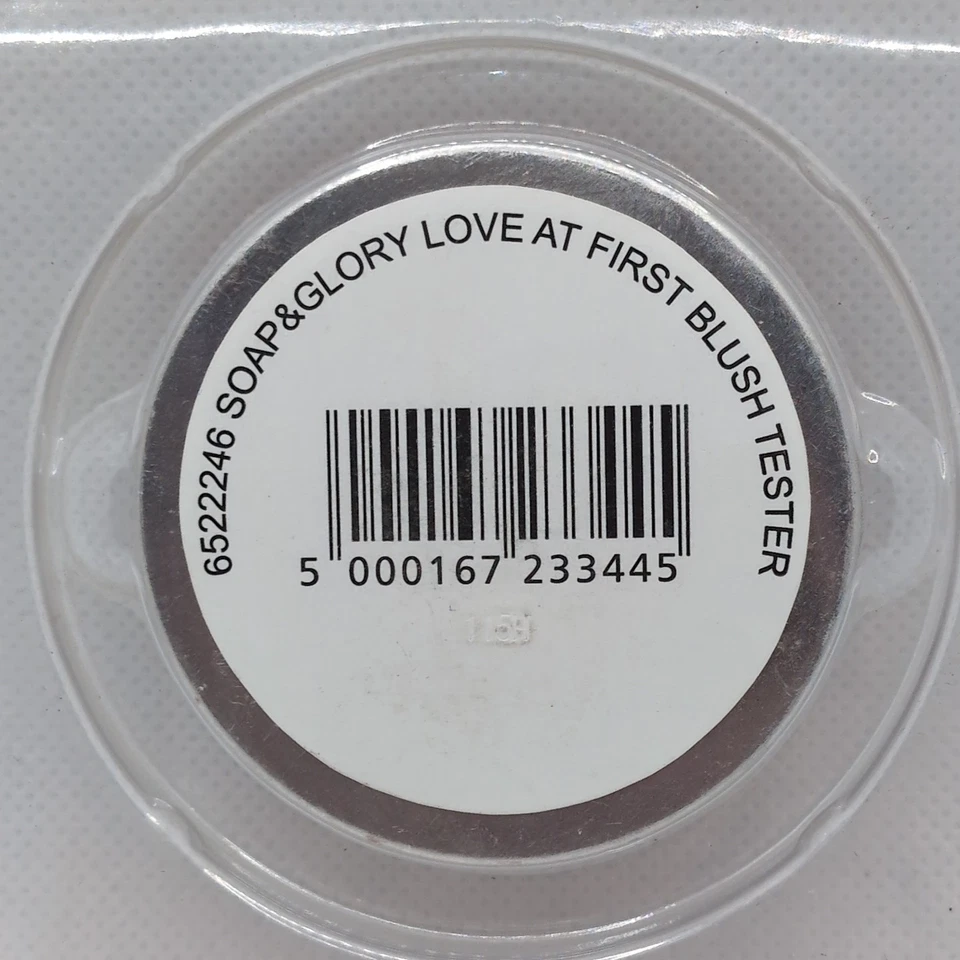 6522246 SOAP&GLORY LOVE AT FIRST BLUSH TESTER
5 000167 233445